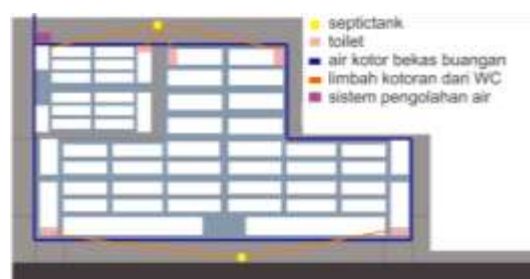 septictank
toilet
air kotor bekas buangan
limbah kotoran dari WC
sistem pengolahan air